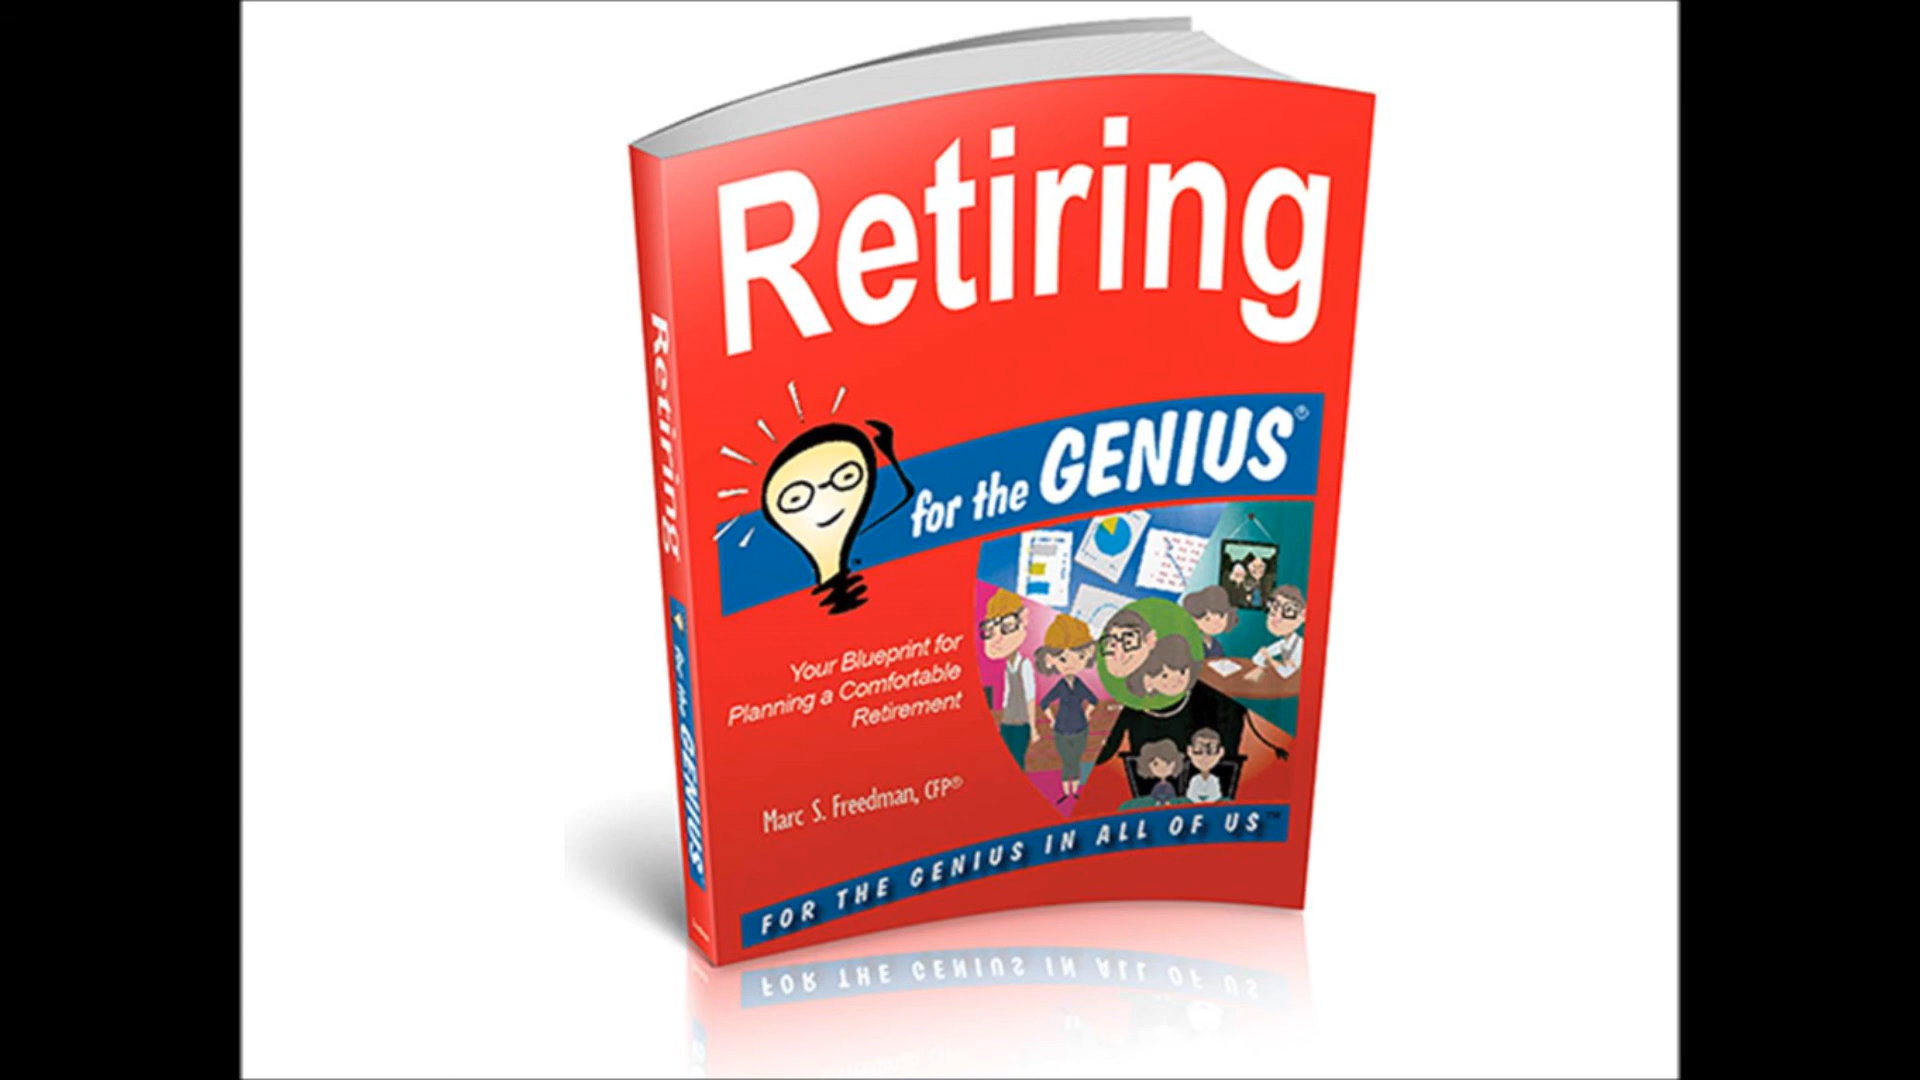 Retiring
for the GENIUS®
Your Blueprint for
Planning a Comfortable
Retirement
Marc S. Freedman, CFP®
FOR THE GENIUS IN ALL OF US™
Retiring
for the GENIUS